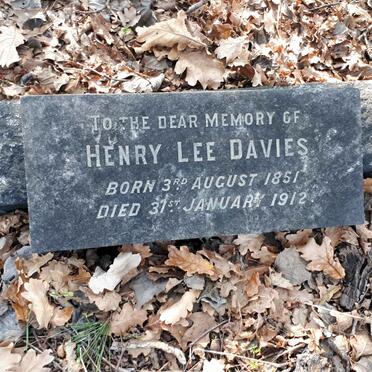 TO THE DEAR MEMORY OF
HENRY LEE DAVIES
BORN 3RD AUGUST 1851
DIED 31ST JANUARY 1912.